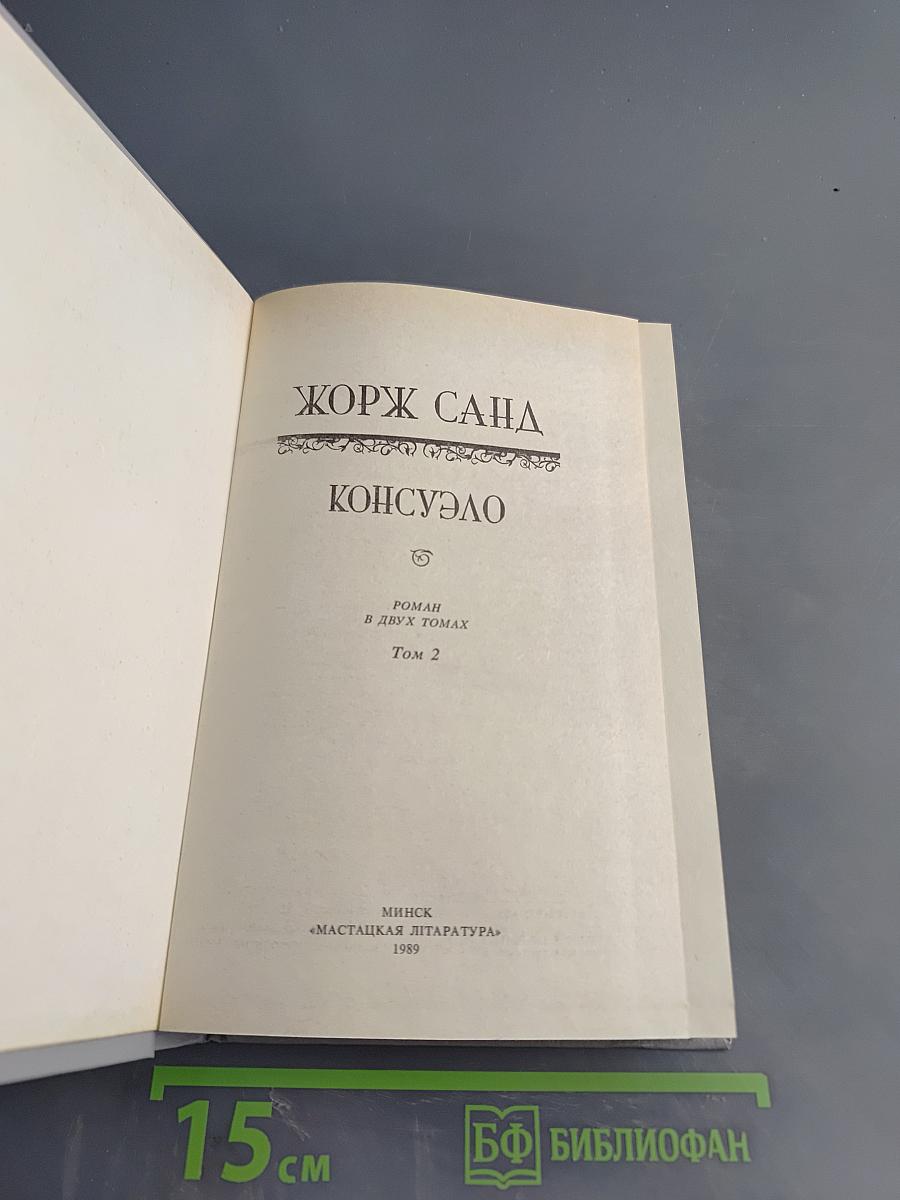 ЖОРЖ САНД
КОНСУЭЛО
РОМАН
В ДВУХ ТОМАХ
Том 2
МИНСК
«МАСТАЦКАЯ ЛІТАРАТУРА»
1989
15 см
БФ БИБЛИОФАН